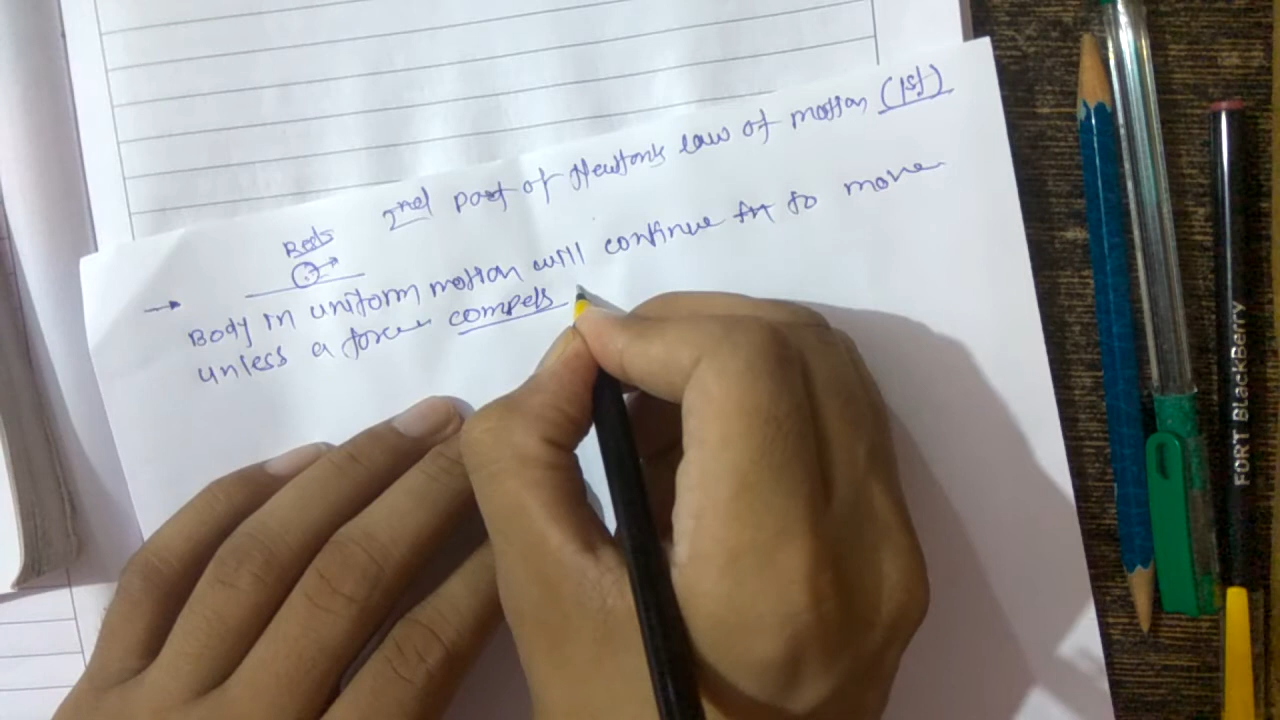 2nd part of Newton's law of motion (1st)
→ Body in uniform motion will continue to move
unless a force compels
FORT BlackBerry